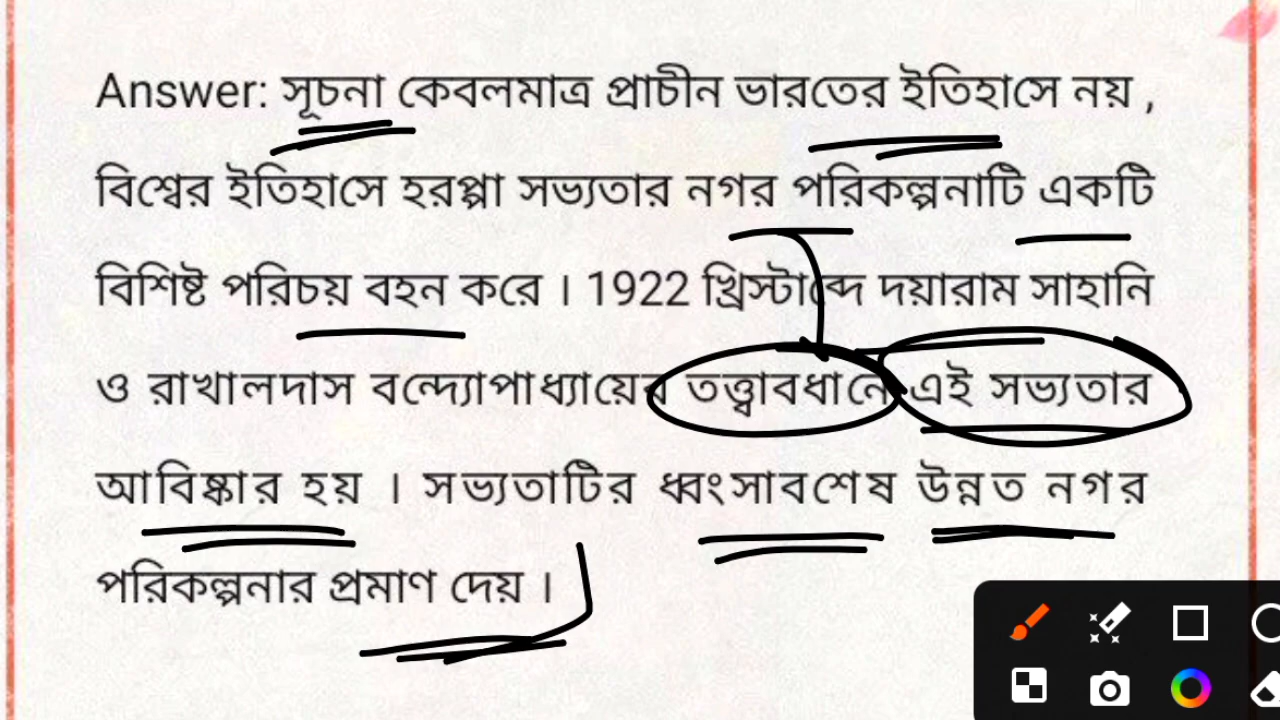 Answer: সূচনা কেবলমাত্র প্রাচীন ভারতের ইতিহাসে নয় ,
বিশ্বের ইতিহাসে হরপ্পা সভ্যতার নগর পরিকল্পনাটি একটি
বিশিষ্ট পরিচয় বহন করে । 1922 খ্রিস্টাব্দে দয়ারাম সাহানি
ও রাখালদাস বন্দ্যোপাধ্যায়ের তত্ত্বাবধানে এই সভ্যতার
আবিষ্কার হয় । সভ্যতাটির ধ্বংসাবশেষ উন্নত নগর
পরিকল্পনার প্রমাণ দেয় ।